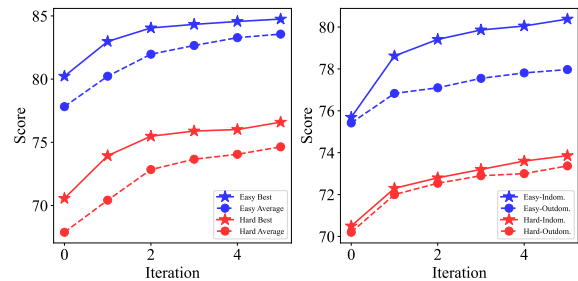 85
80
75
70
Score
0
2
4
Iteration
Easy Best
Easy Average
Hard Best
Hard Average
80
78
76
74
72
70
Score
0
2
4
Iteration
Easy-Indom.
Easy-Outdom.
Hard-Indom.
Hard-Outdom.